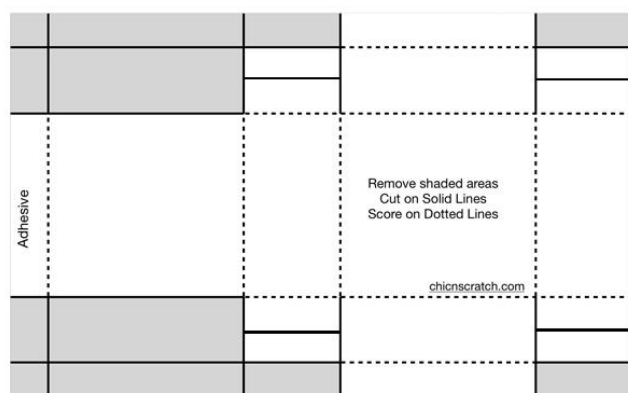 Adhesive
Remove shaded areas
Cut on Solid Lines
Score on Dotted Lines
chicnscratch.com